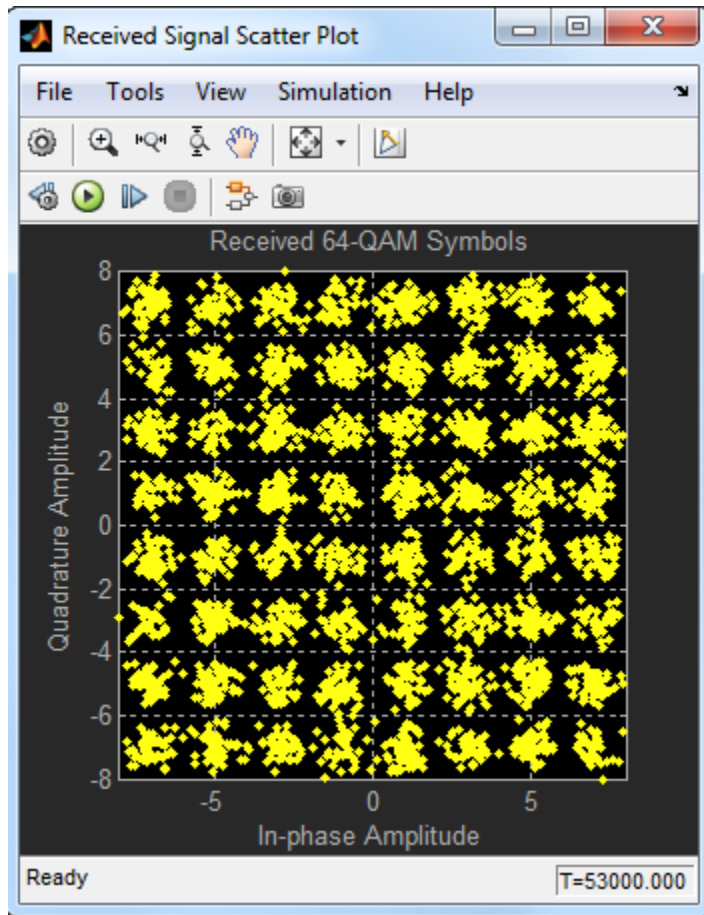 Received Signal Scatter Plot
File Tools View Simulation Help
Received 64-QAM Symbols
8
6
4
2
0
-2
-4
-6
-8
Quadrature Amplitude
-5 0 5
In-phase Amplitude
Ready T=53000.000